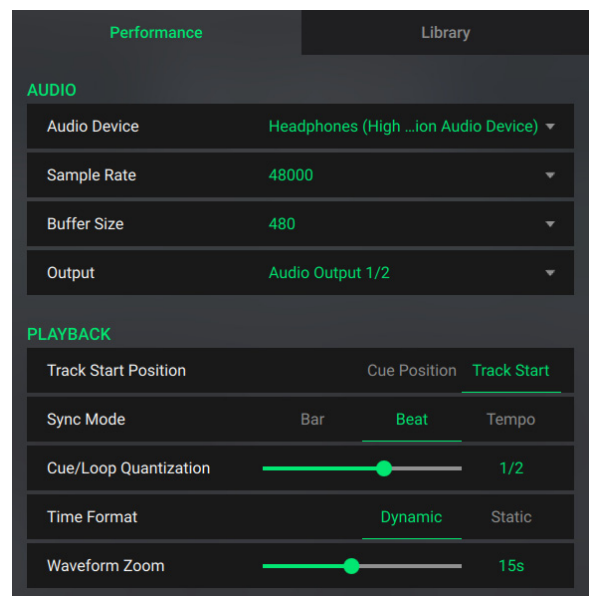 Performance Library
AUDIO
Audio Device Headphones (High ...ion Audio Device)
Sample Rate 48000
Buffer Size 480
Output Audio Output 1/2
PLAYBACK
Track Start Position Cue Position Track Start
Sync Mode Bar Beat Tempo
Cue/Loop Quantization 1/2
Time Format Dynamic Static
Waveform Zoom 15s